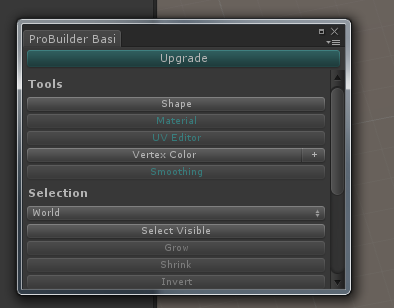 ProBuilder Basi
Upgrade
Tools
Shape
Material
UV Editor
Vertex Color +
Smoothing
Selection
World
Select Visible
Grow
Shrink
Invert